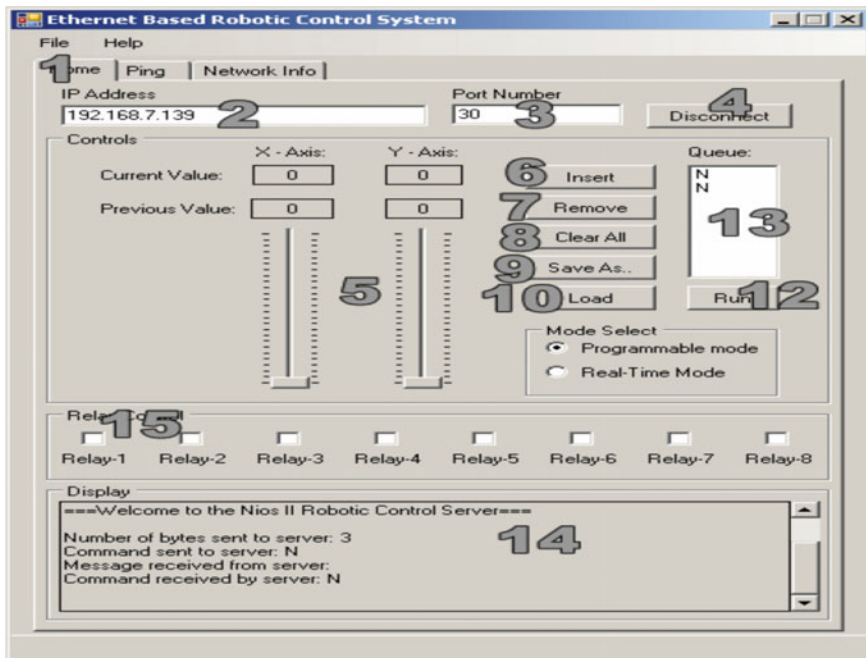 Ethernet Based Robotic Control System
File Help
1 Home Ping Network Info
IP Address Port Number
192.168.7.139 2 30 3 Disconnect 4
Controls
X - Axis: Y - Axis: Queue:
Current Value: 0 0 6 Insert N
N
Previous Value: 0 0 7 Remove 13
8 Clear All
9 Save As..
5 10 Load Run 12
Mode Select
Programmable mode
Real-Time Mode
Relay Control 15
Relay-1 Relay-2 Relay-3 Relay-4 Relay-5 Relay-6 Relay-7 Relay-8
Display
===Welcome to the Nios II Robotic Control Server===
Number of bytes sent to server: 3
Command sent to server: N
Message received from server:
Command received by server: N
14